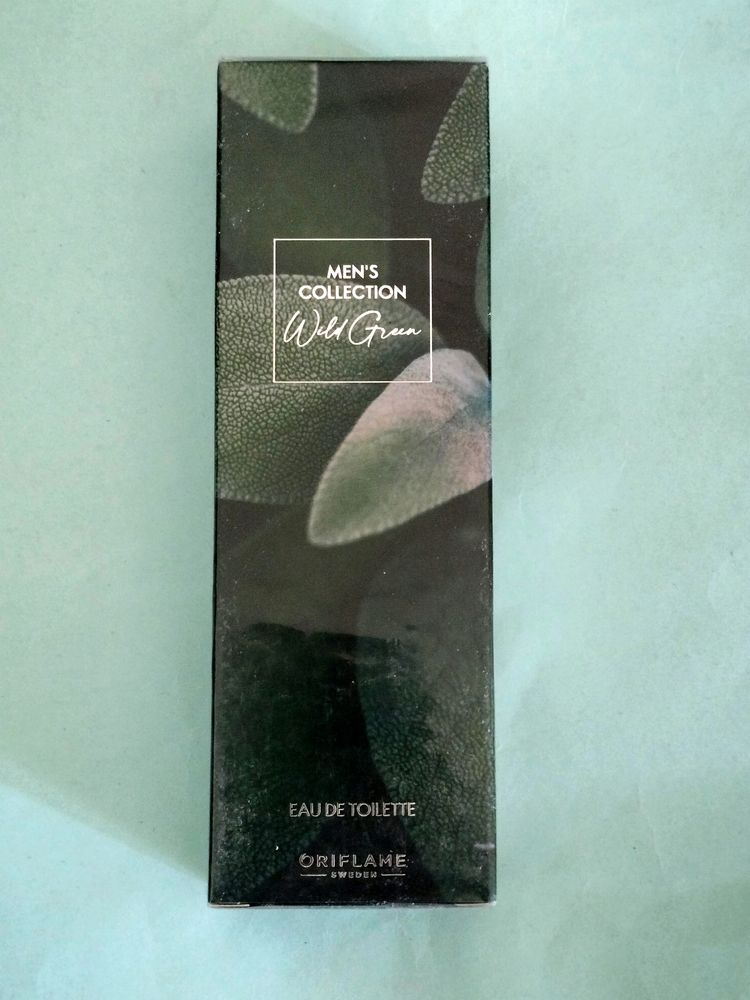 MEN'S
COLLECTION
Wild Green
EAU DE TOILETTE
ORIFLAME
SWEDEN